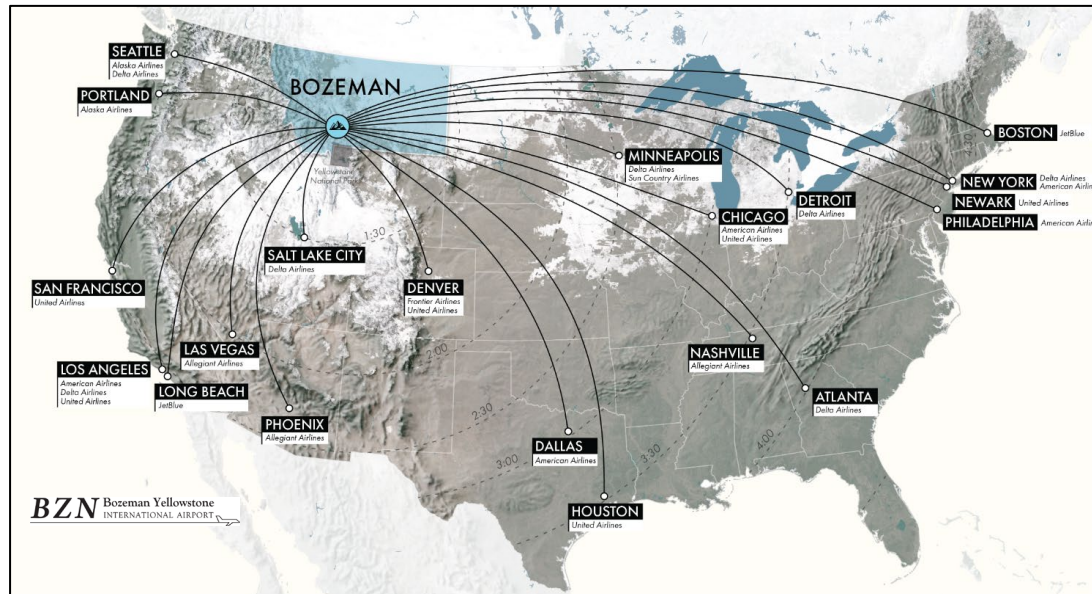 SEATTLE
Alaska Airlines
Delta Airlines
PORTLAND
Alaska Airlines
BOZEMAN
Yellowstone
National Park
MINNEAPOLIS
Delta Airlines
Sun Country Airlines
BOSTON JetBlue
NEW YORK
Delta Airlines
American Airline
NEWARK United Airlines
PHILADELPHIA American Airlin
DETROIT
Delta Airlines
CHICAGO
American Airlines
United Airlines
1:30
SALT LAKE CITY
Delta Airlines
SAN FRANCISCO
United Airlines
DENVER
Frontier Airlines
United Airlines
LAS VEGAS
Allegiant Airlines
2:00
NASHVILLE
Allegiant Airlines
LOS ANGELES
American Airlines
Delta Airlines
United Airlines
LONG BEACH
JetBlue
ATLANTA
Delta Airlines
PHOENIX
Allegiant Airlines
2:30
DALLAS
American Airlines
3:00
3:30
4:00
HOUSTON
United Airlines
BZN Bozeman Yellowstone
INTERNATIONAL AIRPORT